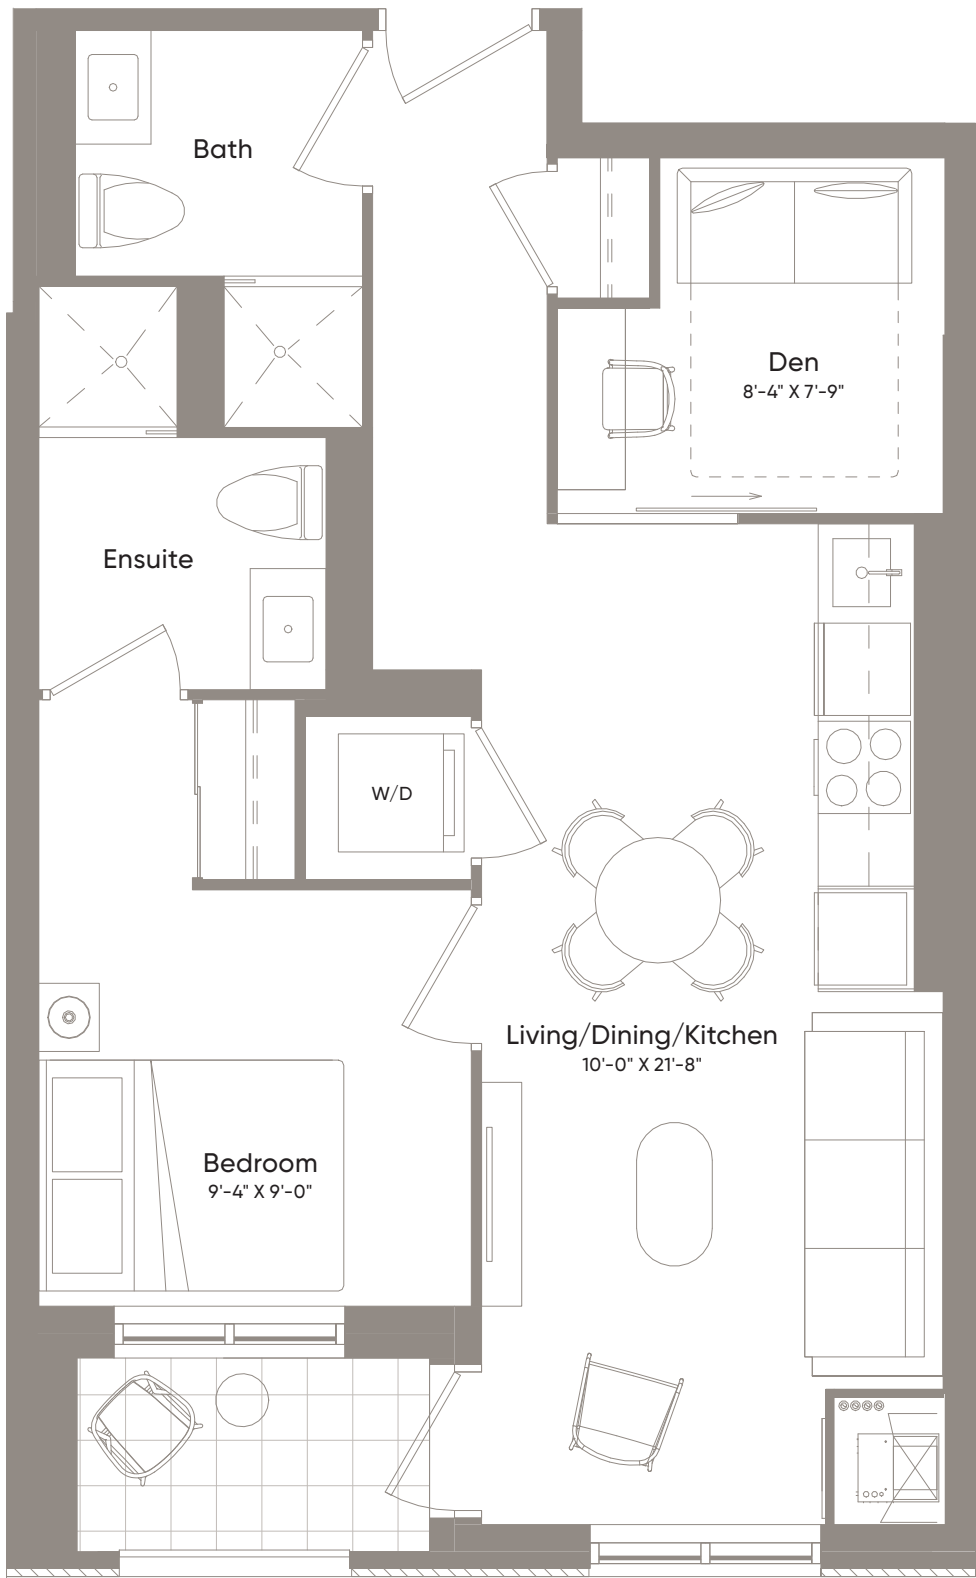 Bath
Den
8'-4" X 7'-9"
Ensuite
W/D
Living/Dining/Kitchen
10'-0" X 21'-8"
Bedroom
9'-4" X 9'-0"